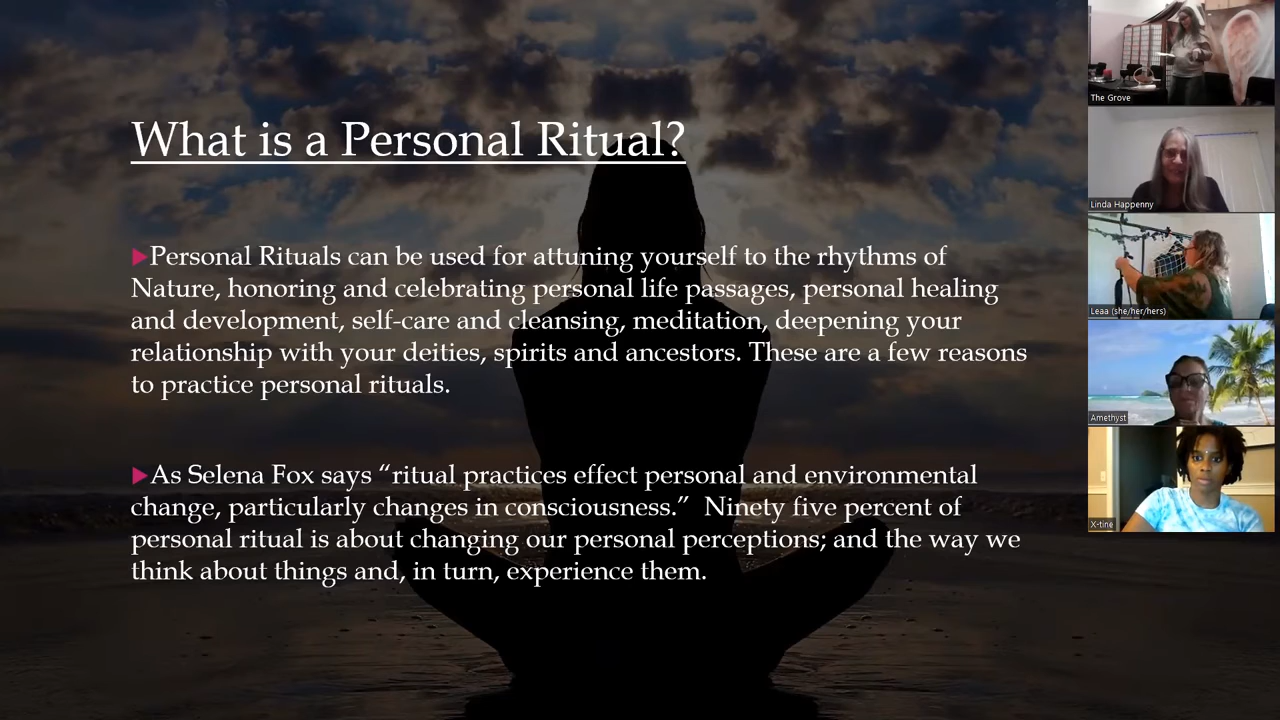 What is a Personal Ritual?
▶Personal Rituals can be used for attuning yourself to the rhythms of
Nature, honoring and celebrating personal life passages, personal healing
and development, self-care and cleansing, meditation, deepening your
relationship with your deities, spirits and ancestors. These are a few reasons
to practice personal rituals.
▶As Selena Fox says “ritual practices effect personal and environmental
change, particularly changes in consciousness.”  Ninety five percent of
personal ritual is about changing our personal perceptions; and the way we
think about things and, in turn, experience them.
The Grove
Linda Happenny
Leaa (she/her/hers)
Amethyst
X-tine